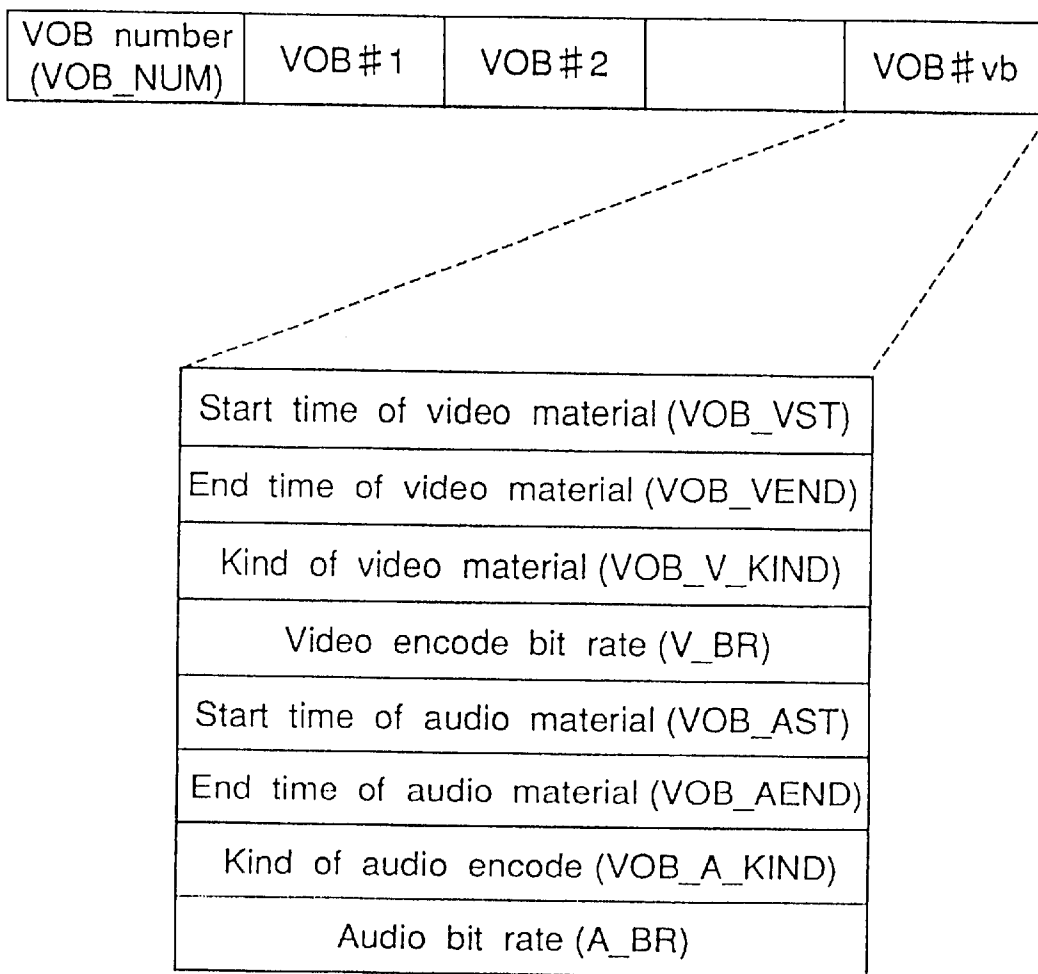 VOB number
(VOB_NUM)
VOB#1
VOB#2
VOB#vb
Start time of video material (VOB_VST)
End time of video material (VOB_VEND)
Kind of video material (VOB_V_KIND)
Video encode bit rate (V_BR)
Start time of audio material (VOB_AST)
End time of audio material (VOB_AEND)
Kind of audio encode (VOB_A_KIND)
Audio bit rate (A_BR)